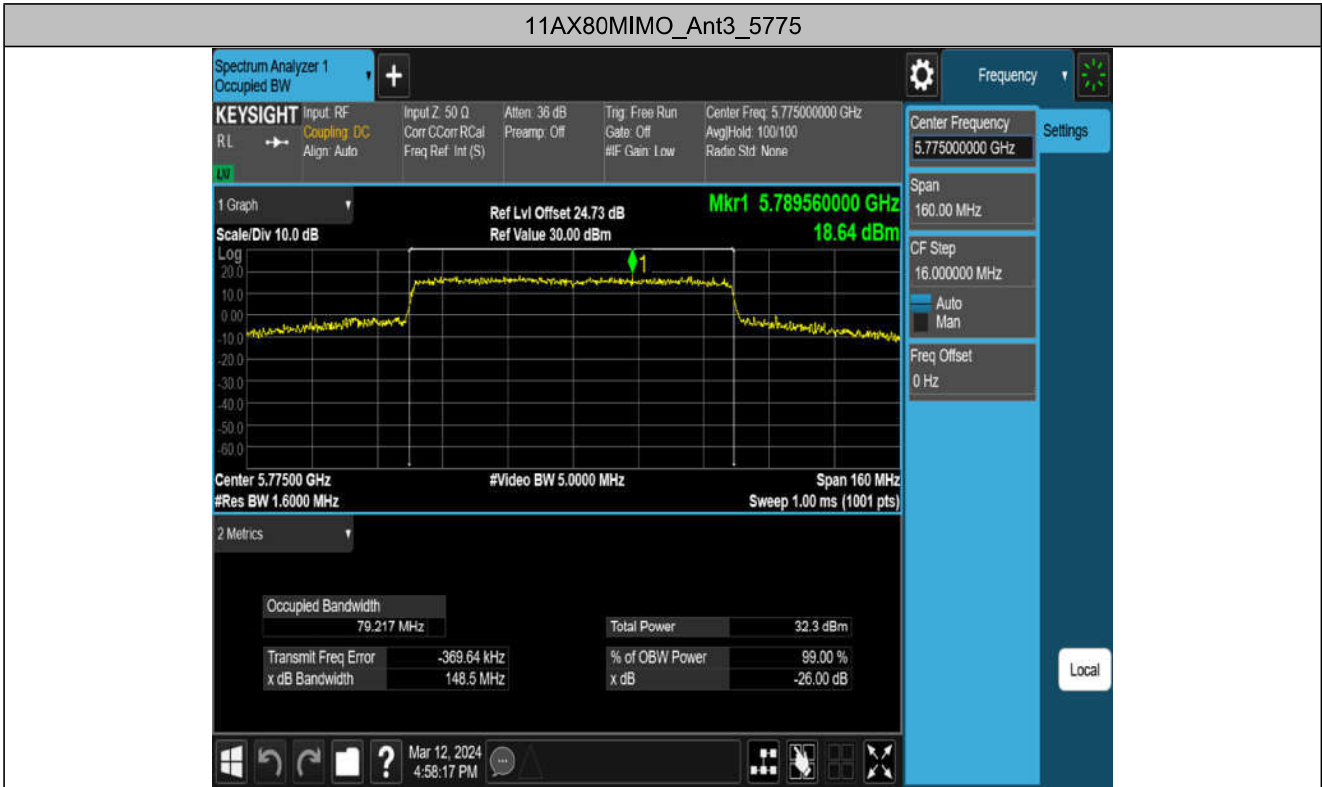 11AX80MIMO_Ant3_5775
Spectrum Analyzer 1
Occupied BW
+
Frequency
KEYSIGHT
R L
LXI
Input: RF
Coupling: DC
Align: Auto
Input Z: 50 Ω
Corr CCorr RCal
Freq Ref: Int (S)
Atten: 36 dB
Preamp: Off
Trig: Free Run
Gate: Off
#IF Gain: Low
Center Freq: 5.775000000 GHz
Avg|Hold: 100/100
Radio Std: None
Center Frequency
5.775000000 GHz
Settings
Span
160.00 MHz
CF Step
16.000000 MHz
Auto
Man
Freq Offset
0 Hz
Local
1 Graph
Scale/Div 10.0 dB
Ref Lvl Offset 24.73 dB
Ref Value 30.00 dBm
Mkr1 5.789560000 GHz
18.64 dBm
Log
20.0
10.0
0.00
-10.0
-20.0
-30.0
-40.0
-50.0
-60.0
1
Center 5.77500 GHz
#Res BW 1.6000 MHz
#Video BW 5.0000 MHz
Span 160 MHz
Sweep 1.00 ms (1001 pts)
2 Metrics
Occupied Bandwidth
79.217 MHz
Total Power 32.3 dBm
Transmit Freq Error -369.64 kHz
% of OBW Power 99.00 %
x dB Bandwidth 148.5 MHz
x dB -26.00 dB
?
Mar 12, 2024
4:58:17 PM